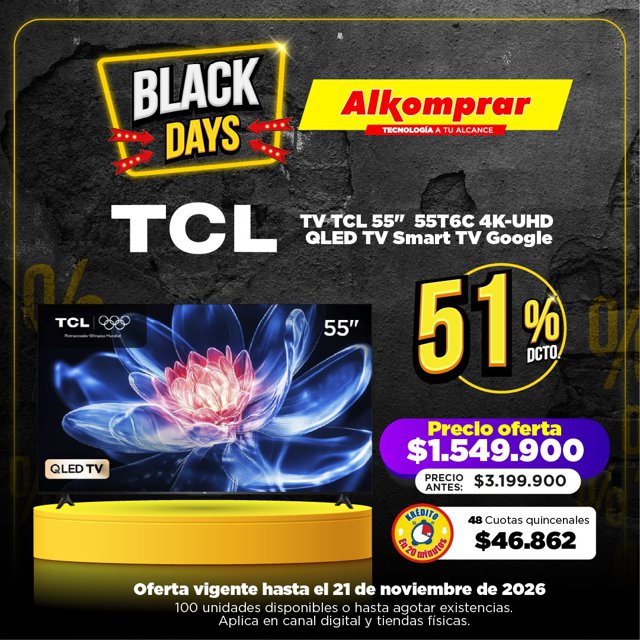 BLACK
DAYS
Alkomprar
TECNOLOGÍA A TU ALCANCE
TCL
TV TCL 55" 55T6C 4K-UHD
QLED TV Smart TV Google
TCL
Patrocinador Olímpico Mundial
55"
QLED TV
51%
DCTO.
Precio oferta
$1.549.900
PRECIO
ANTES: $3.199.900
KRÉDITO
En 20 minutos
48 Cuotas quincenales
$46.862
Oferta vigente hasta el 21 de noviembre de 2026
100 unidades disponibles o hasta agotar existencias.
Aplica en canal digital y tiendas físicas.